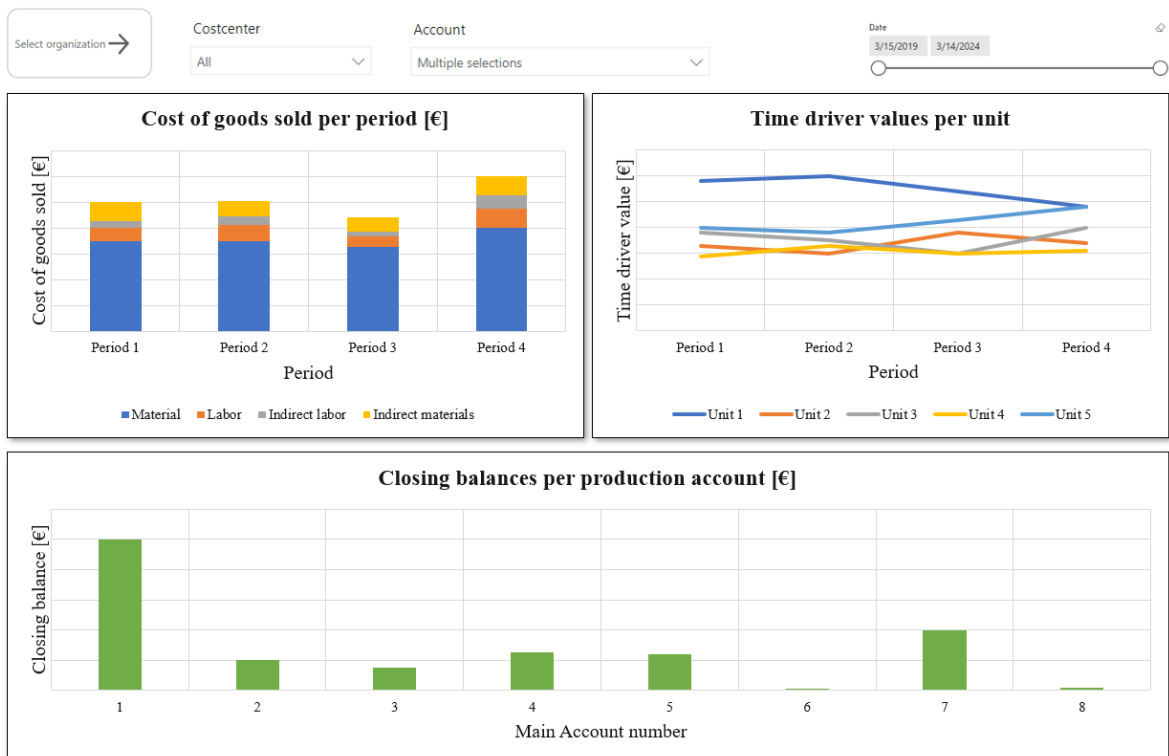 Select organization
Costcenter
All
Account
Multiple selections
Date
3/15/2019 3/14/2024
Cost of goods sold per period [€]
Cost of goods sold [€]
Period 1 Period 2 Period 3 Period 4
Period
Material Labor Indirect labor Indirect materials
Time driver values per unit
Time driver value [€]
Period 1 Period 2 Period 3 Period 4
Period
Unit 1 Unit 2 Unit 3 Unit 4 Unit 5
Closing balances per production account [€]
Closing balance [€]
1 2 3 4 5 6 7 8
Main Account number